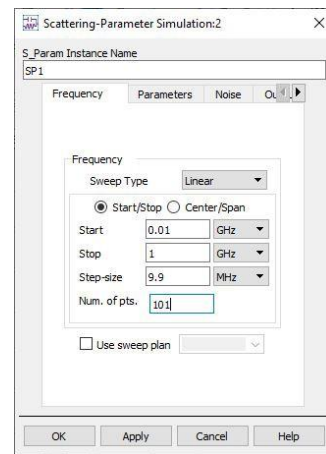 Scattering-Parameter Simulation:2
S_Param Instance Name
SP1
Frequency Parameters Noise
Frequency
Sweep Type Linear
Start/Stop Center/Span
Start 0.01 GHz
Stop 1 GHz
Step-size 9.9 MHz
Num. of pts. 101
Use sweep plan
OK Apply Cancel Help